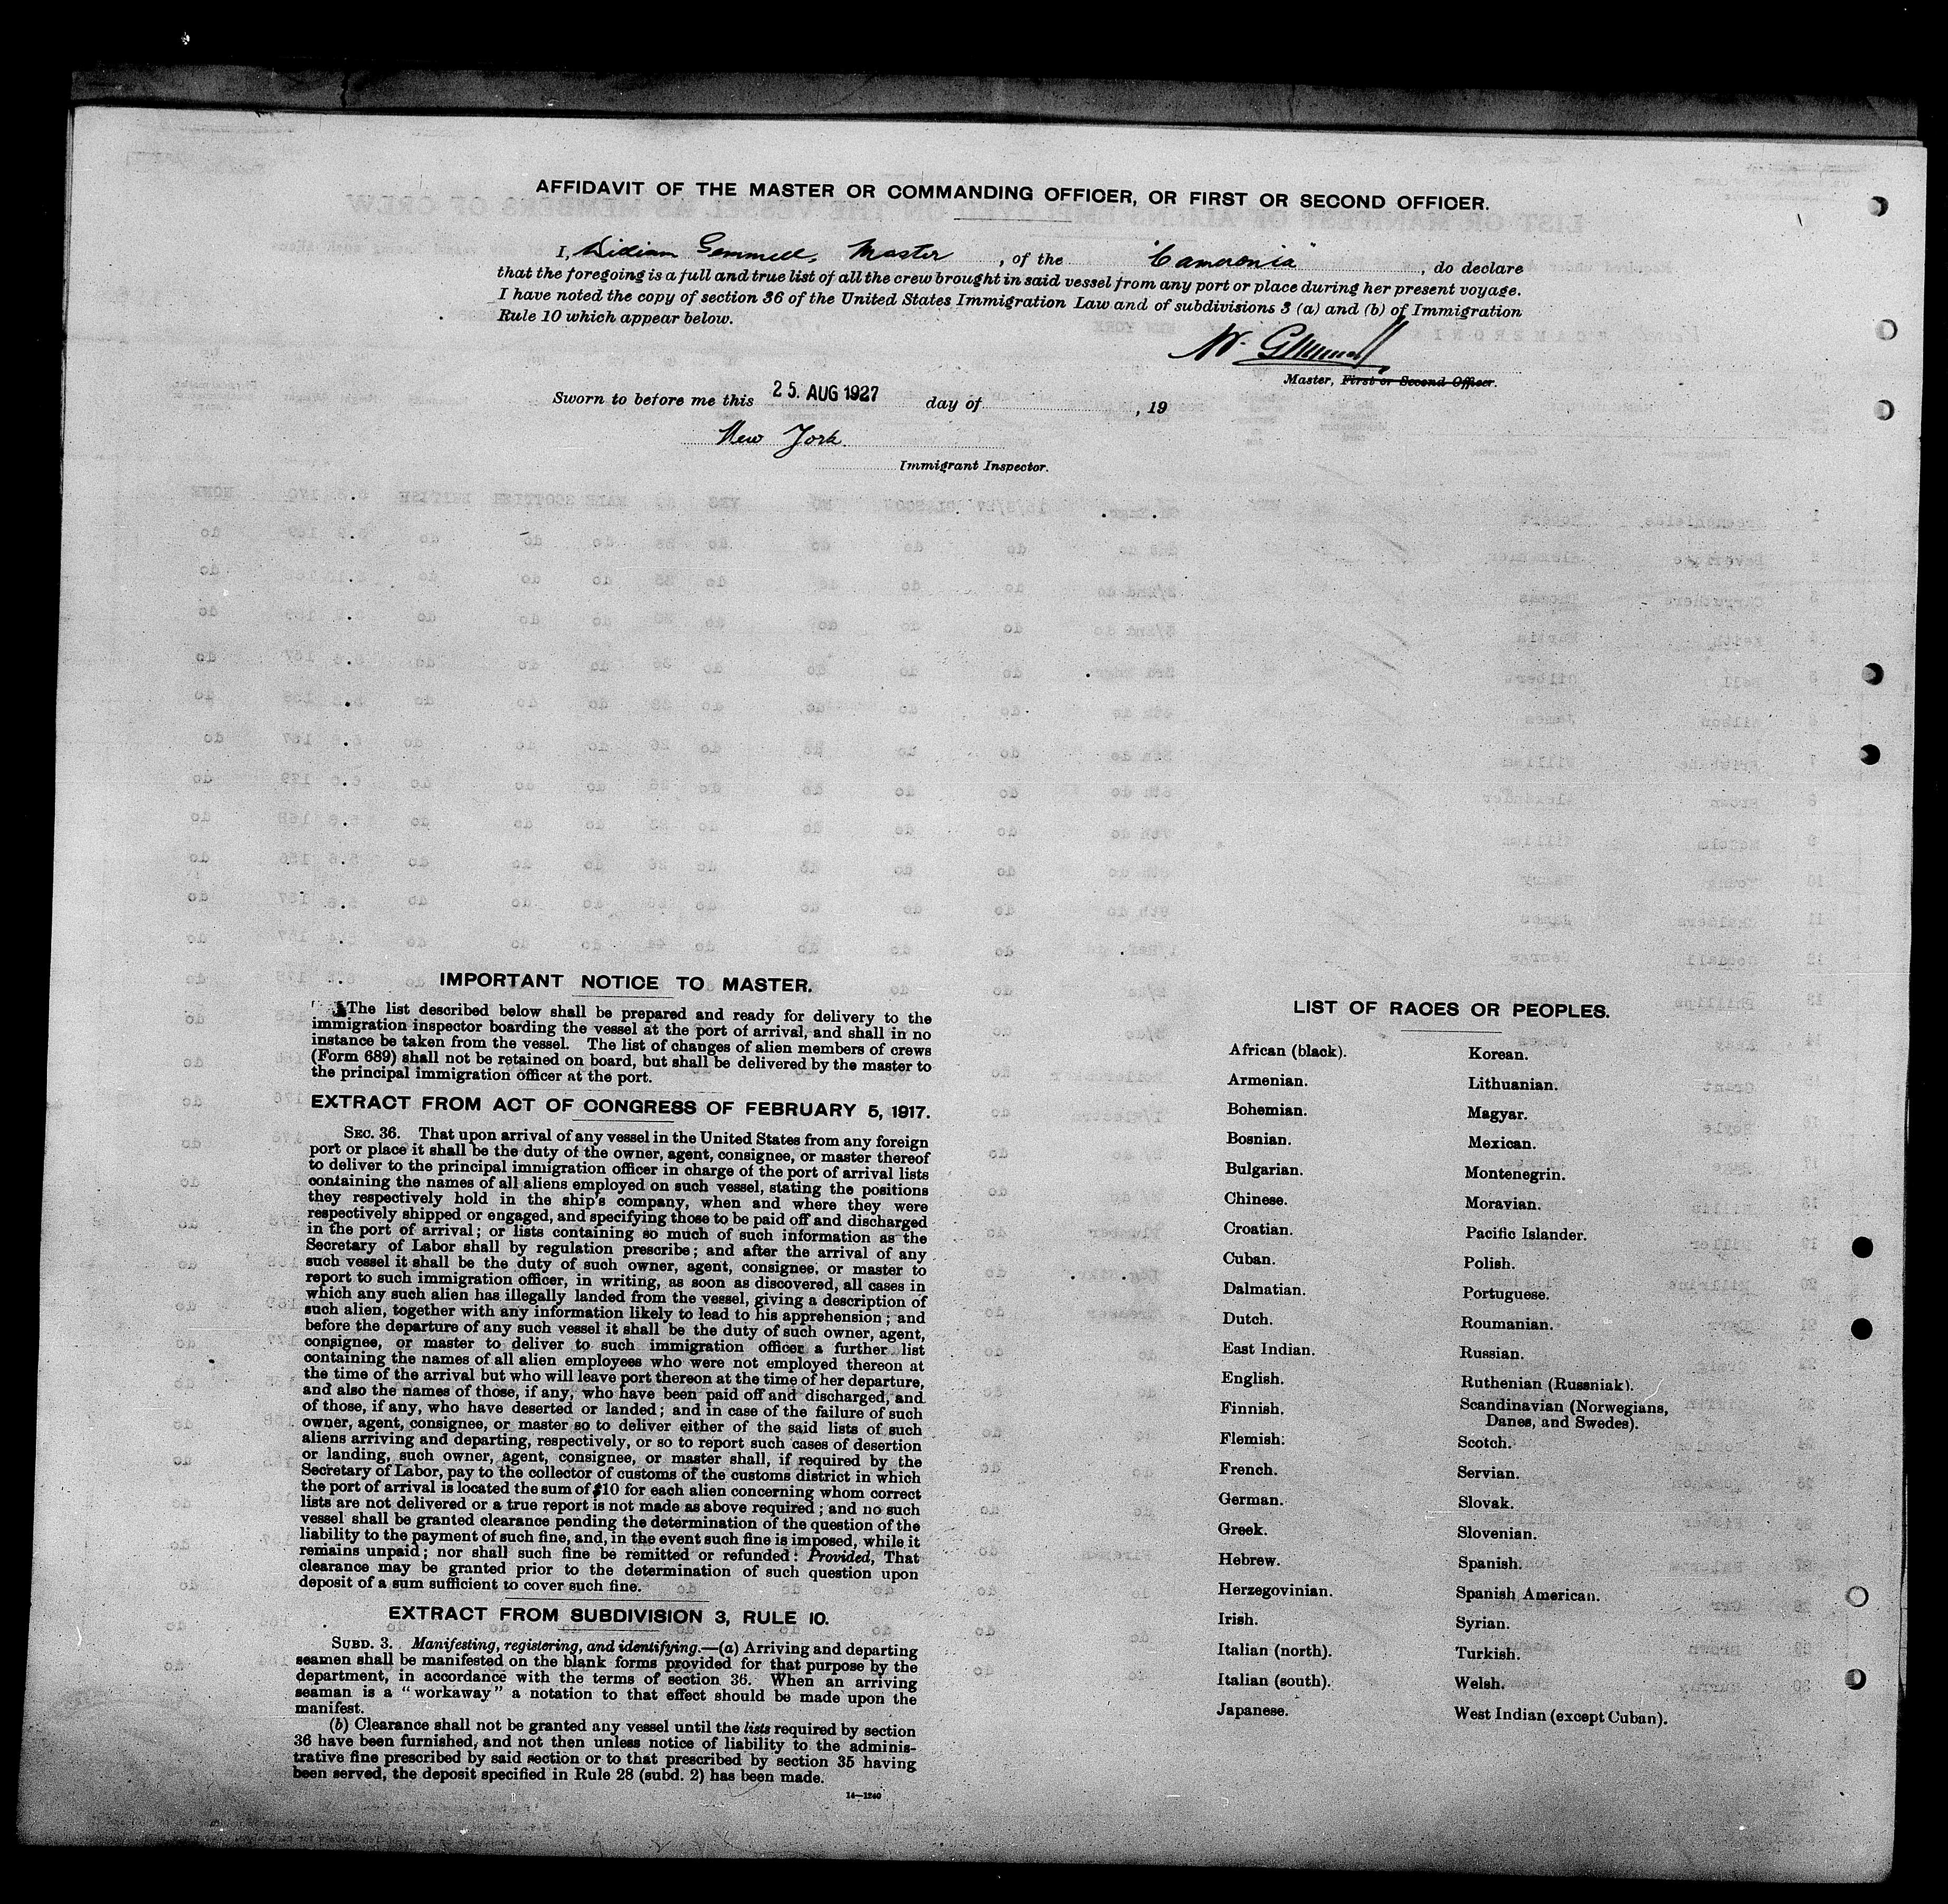 AFFIDAVIT OF THE MASTER OR COMMANDING OFFICER, OR FIRST OR SECOND OFFICER.
I, William Gemmell, Master, of the "Cameronia", do declare
that the foregoing is a full and true list of all the crew brought in said vessel from any port or place during her present voyage.
I have noted the copy of section 36 of the United States Immigration Law and of subdivisions 3 (a) and (b) of Immigration
Rule 10 which appear below.
W. Gemmell
Master, First or Second Officer.
Sworn to before me this 25. AUG 1927 day of , 19
New York
Immigrant Inspector.
IMPORTANT NOTICE TO MASTER.
The list described below shall be prepared and ready for delivery to the
immigration inspector boarding the vessel at the port of arrival, and shall in no
instance be taken from the vessel. The list of changes of alien members of crews
(Form 689) shall not be retained on board, but shall be delivered by the master to
the principal immigration officer at the port.
EXTRACT FROM ACT OF CONGRESS OF FEBRUARY 5, 1917.
SEC. 36. That upon arrival of any vessel in the United States from any foreign
port or place it shall be the duty of the owner, agent, consignee, or master thereof
to deliver to the principal immigration officer in charge of the port of arrival lists
containing the names of all aliens employed on such vessel, stating the positions
they respectively hold in the ship's company, when and where they were
respectively shipped or engaged, and specifying those to be paid off and discharged
in the port of arrival; or lists containing so much of such information as the
Secretary of Labor shall by regulation prescribe; and after the arrival of any
such vessel it shall be the duty of such owner, agent, consignee, or master to
report to such immigration officer, in writing, as soon as discovered, all cases in
which any such alien has illegally landed from the vessel, giving a description of
such alien, together with any information likely to lead to his apprehension; and
before the departure of any such vessel it shall be the duty of such owner, agent,
consignee, or master to deliver to such immigration officer a further list
containing the names of all alien employees who were not employed thereon at
the time of the arrival but who will leave port thereon at the time of her departure,
and also the names of those, if any, who have been paid off and discharged, and
of those, if any, who have deserted or landed; and in case of the failure of such
owner, agent, consignee, or master so to deliver either of the said lists of such
aliens arriving and departing, respectively, or so to report such cases of desertion
or landing, such owner, agent, consignee, or master shall, if required by the
Secretary of Labor, pay to the collector of customs of the customs district in which
the port of arrival is located the sum of $10 for each alien concerning whom correct
lists are not delivered or a true report is not made as above required; and no such
vessel shall be granted clearance pending the determination of the question of the
liability to the payment of such fine, and, in the event such fine is imposed, while it
remains unpaid; nor shall such fine be remitted or refunded: Provided, That
clearance may be granted prior to the determination of such question upon
deposit of a sum sufficient to cover such fine.
EXTRACT FROM SUBDIVISION 3, RULE 10.
SUBD. 3. Manifesting, registering, and identifying.—(a) Arriving and departing
seamen shall be manifested on the blank forms provided for that purpose by the
department, in accordance with the terms of section 36. When an arriving
seaman is a "workaway" a notation to that effect should be made upon the
manifest.
(b) Clearance shall not be granted any vessel until the lists required by section
36 have been furnished, and not then unless notice of liability to the adminis-
trative fine prescribed by said section or to that prescribed by section 35 having
been served, the deposit specified in Rule 28 (subd. 2) has been made.
14—1240
LIST OF RACES OR PEOPLES.
African (black).
Armenian.
Bohemian.
Bosnian.
Bulgarian.
Chinese.
Croatian.
Cuban.
Dalmatian.
Dutch.
East Indian.
English.
Finnish.
Flemish.
French.
German.
Greek.
Hebrew.
Herzegovinian.
Irish.
Italian (north).
Italian (south).
Japanese.
Korean.
Lithuanian.
Magyar.
Mexican.
Montenegrin.
Moravian.
Pacific Islander.
Polish.
Portuguese.
Roumanian.
Russian.
Ruthenian (Russniak).
Scandinavian (Norwegians,
Danes, and Swedes).
Scotch.
Servian.
Slovak.
Slovenian.
Spanish.
Spanish American.
Syrian.
Turkish.
Welsh.
West Indian (except Cuban).